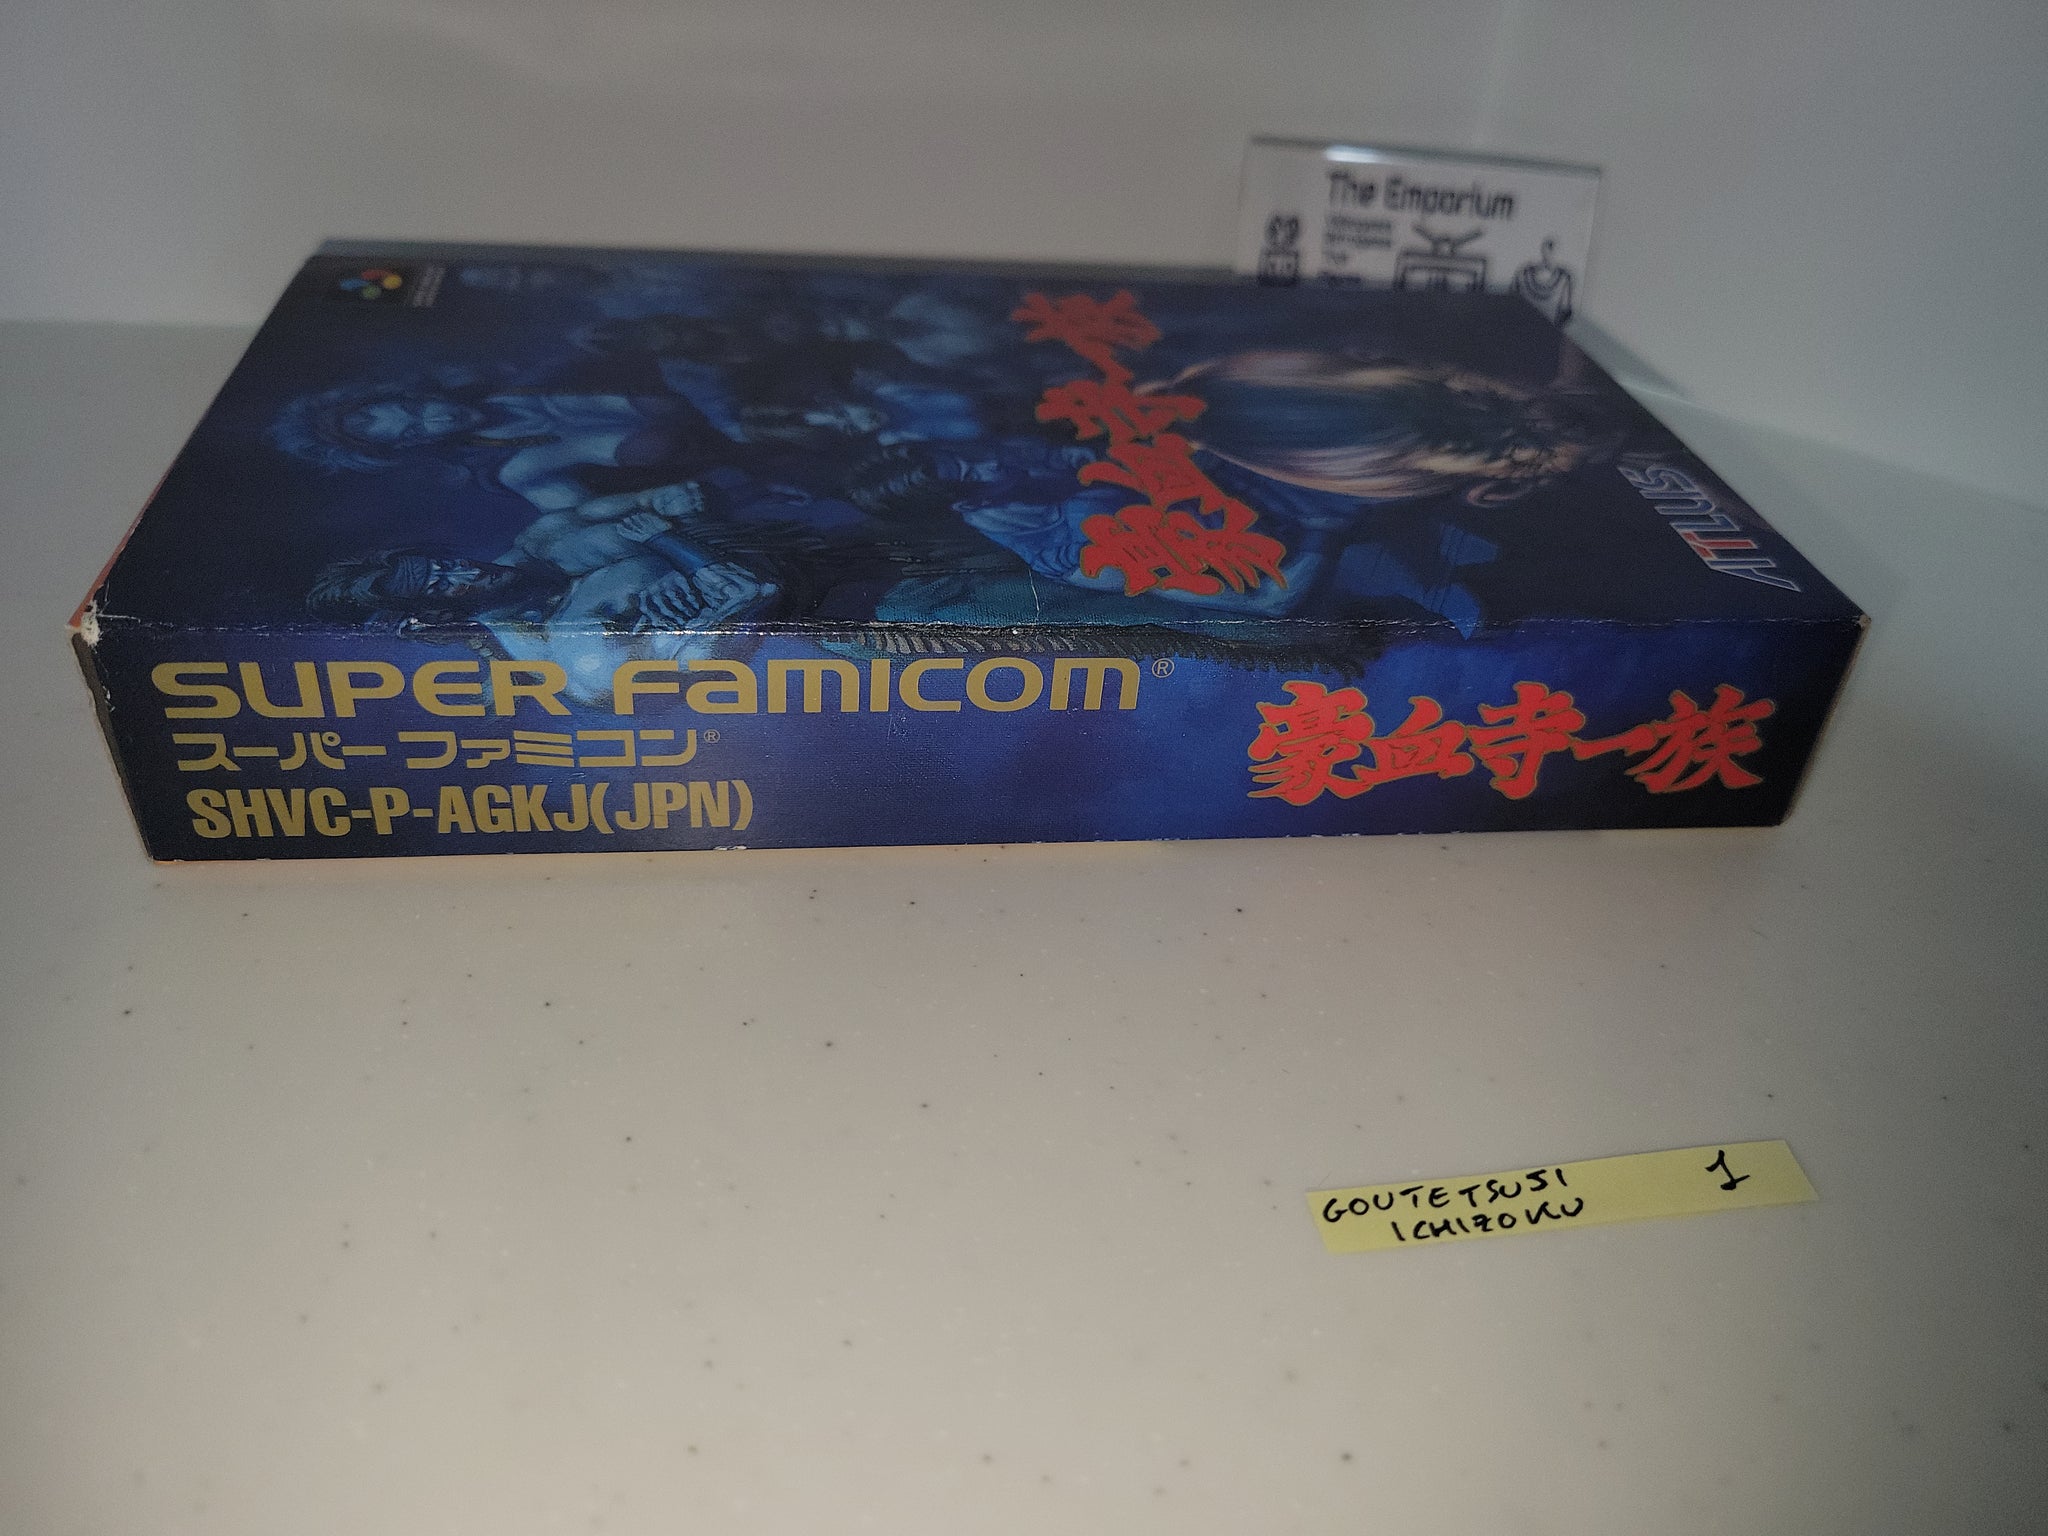 The Emporium
豪血寺一族
ATLUS
SUPER FAMICOM®
スーパーファミコン®
SHVC-P-AGKJ(JPN)
豪血寺一族
GOUTETSUJI 1
ICHIZOKU